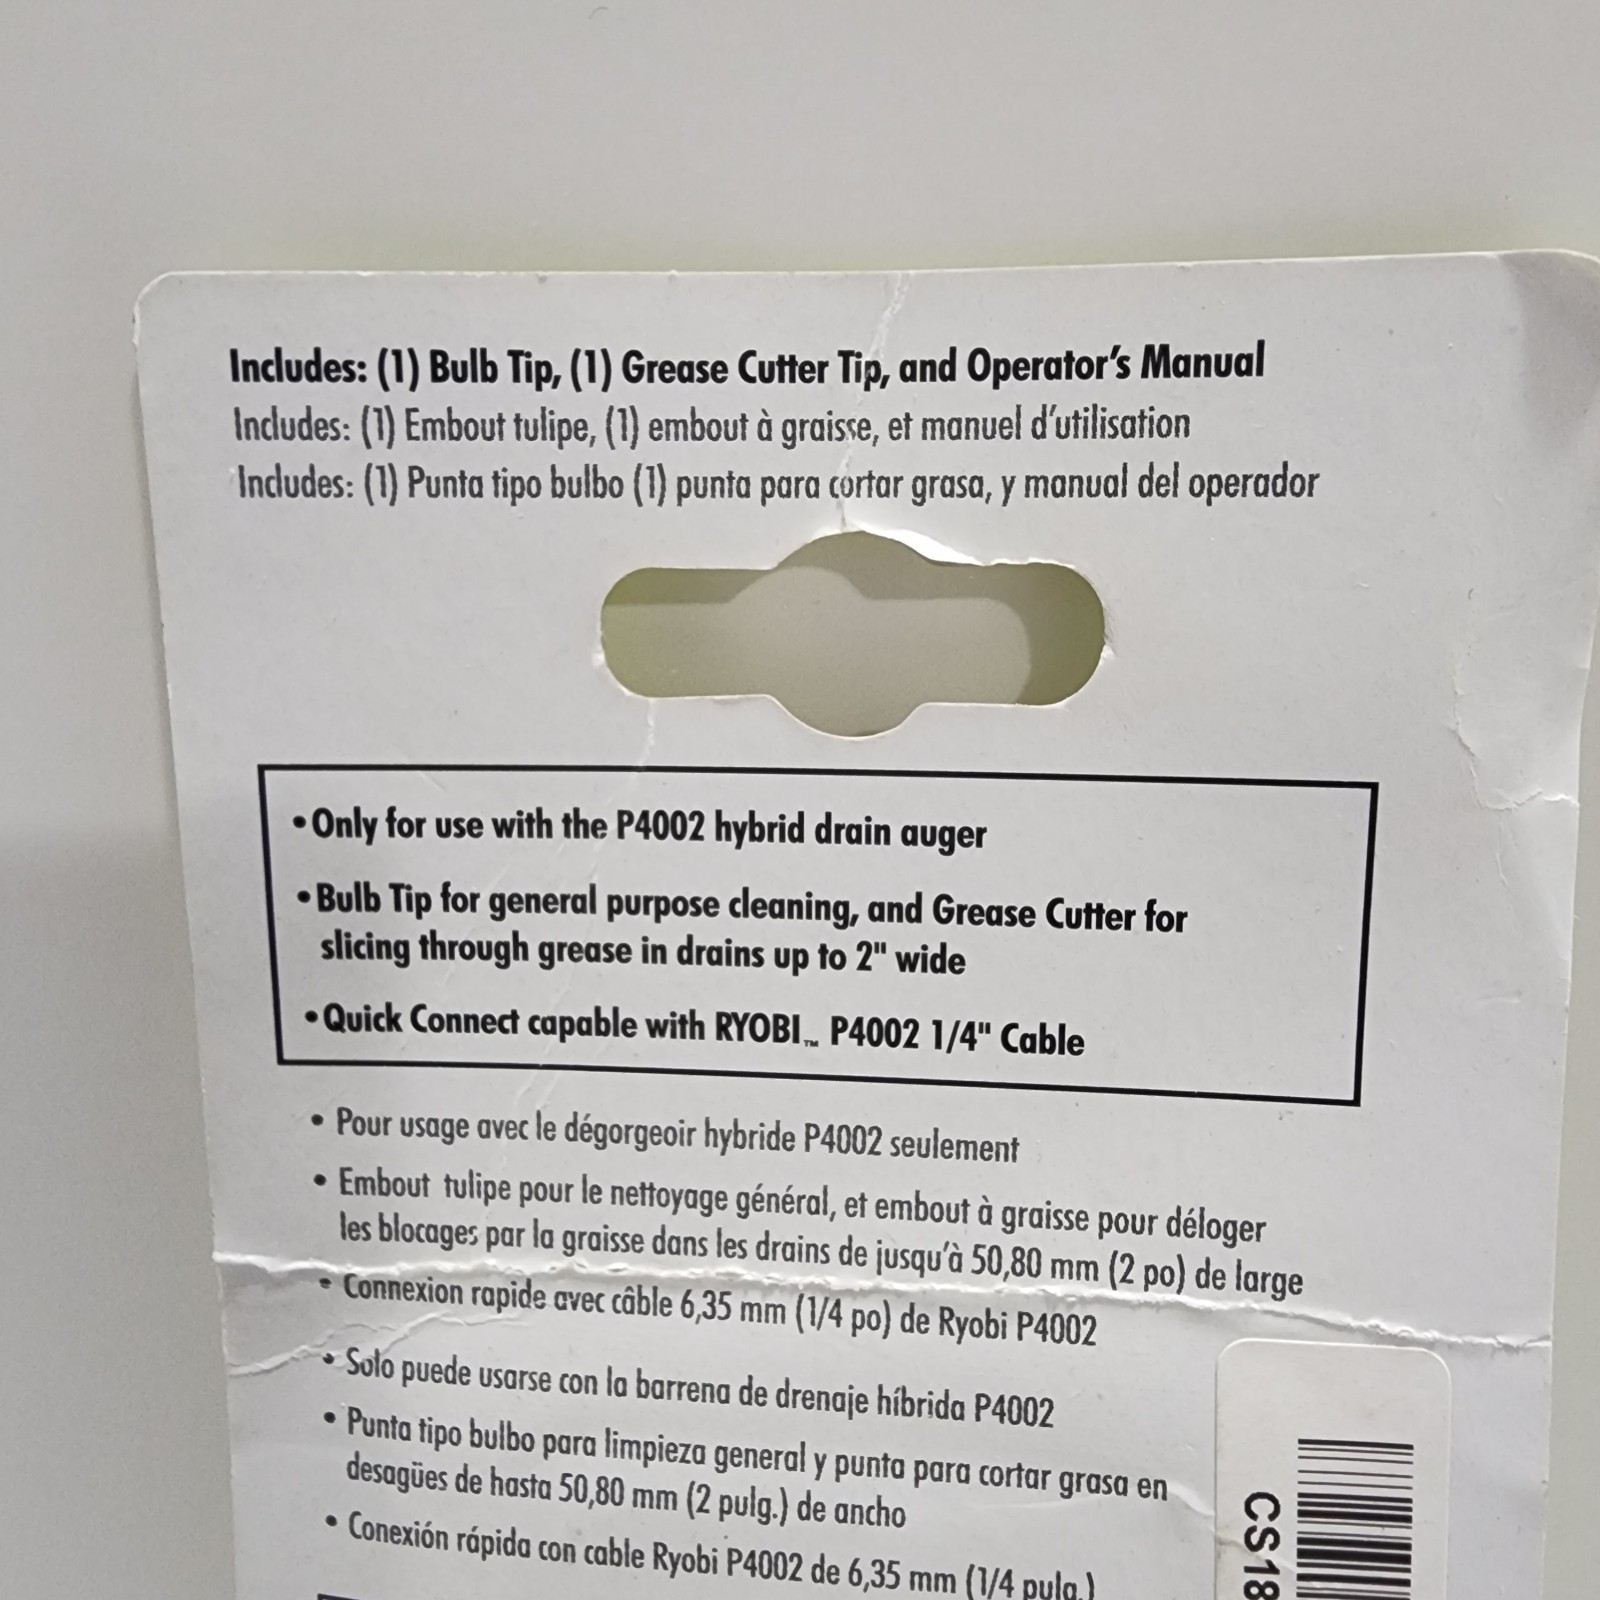 Includes: (1) Bulb Tip, (1) Grease Cutter Tip, and Operator's Manual
Includes: (1) Embout tulipe, (1) embout à graisse, et manuel d'utilisation
Includes: (1) Punta tipo bulbo (1) punta para cortar grasa, y manual del operador
•Only for use with the P4002 hybrid drain auger
•Bulb Tip for general purpose cleaning, and Grease Cutter for
slicing through grease in drains up to 2" wide
•Quick Connect capable with RYOBI™ P4002 1/4" Cable
• Pour usage avec le dégorgeoir hybride P4002 seulement
• Embout tulipe pour le nettoyage général, et embout à graisse pour déloger
les blocages par la graisse dans les drains de jusqu'à 50,80 mm (2 po) de large
• Connexion rapide avec câble 6,35 mm (1/4 po) de Ryobi P4002
• Solo puede usarse con la barrena de drenaje híbrida P4002
• Punta tipo bulbo para limpieza general y punta para cortar grasa en
desagües de hasta 50,80 mm (2 pulg.) de ancho
• Conexión rápida con cable Ryobi P4002 de 6,35 mm (1/4 pulg.)
CS18